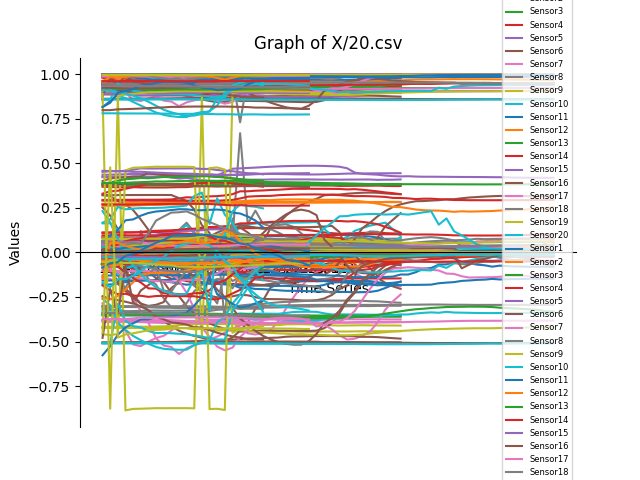 Graph of X/20.csv
1.00
0.75
0.50
0.25
0.00
−0.25
−0.50
−0.75
Values
Time Series
Sensor3
Sensor4
Sensor5
Sensor6
Sensor7
Sensor8
Sensor9
Sensor10
Sensor11
Sensor12
Sensor13
Sensor14
Sensor15
Sensor16
Sensor17
Sensor18
Sensor19
Sensor20
Sensor1
Sensor2
Sensor3
Sensor4
Sensor5
Sensor6
Sensor7
Sensor8
Sensor9
Sensor10
Sensor11
Sensor12
Sensor13
Sensor14
Sensor15
Sensor16
Sensor17
Sensor18